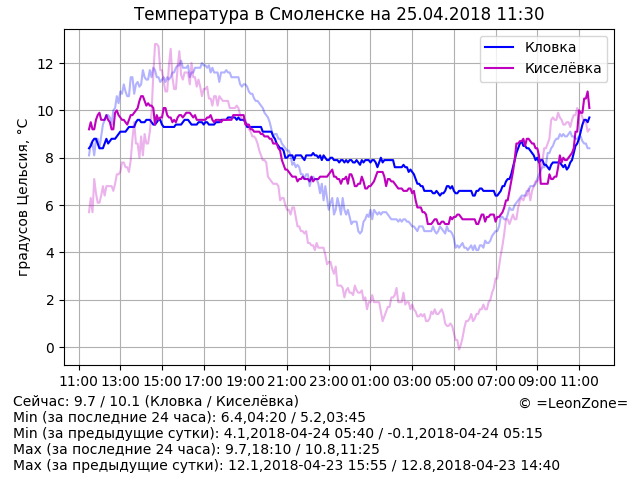 Температура в Смоленске на 25.04.2018 11:30
Кловка
Киселёвка
градусов Цельсия, °C
12
10
8
6
4
2
0
11:00 13:00 15:00 17:00 19:00 21:00 23:00 01:00 03:00 05:00 07:00 09:00 11:00
Сейчас: 9.7 / 10.1 (Кловка / Киселёвка)
© =LeonZone=
Min (за последние 24 часа): 6.4,04:20 / 5.2,03:45
Min (за предыдущие сутки): 4.1,2018-04-24 05:40 / -0.1,2018-04-24 05:15
Max (за последние 24 часа): 9.7,18:10 / 10.8,11:25
Max (за предыдущие сутки): 12.1,2018-04-23 15:55 / 12.8,2018-04-23 14:40